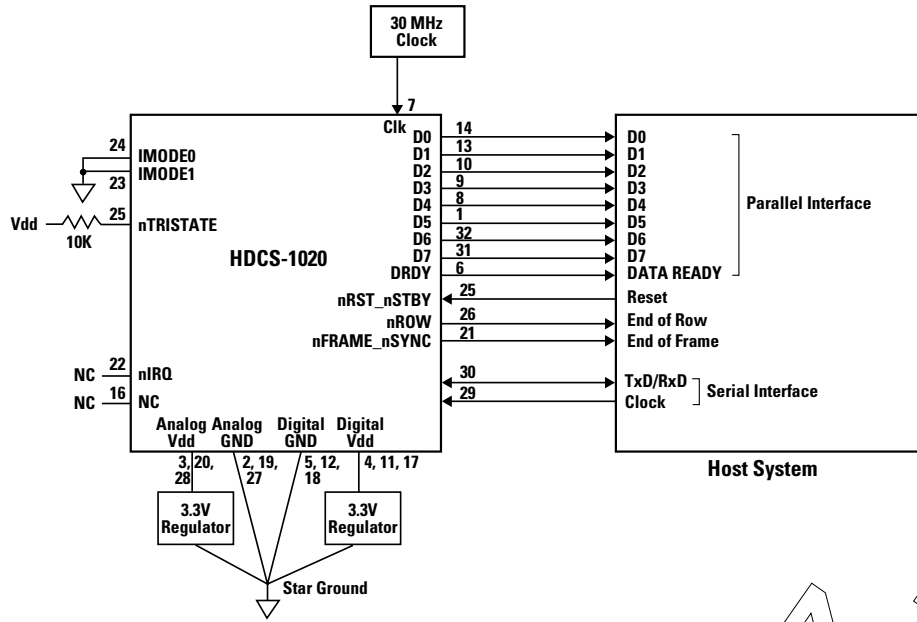 30 MHz
Clock
7
Clk
24
IMODE0
IMODE1
23
Vdd
25
nTRISTATE
10K
HDCS-1020
D0 14 D0
D1 13 D1
D2 10 D2
D3 9 D3
D4 8 D4
D5 1 D5
D6 32 D6
D7 31 D7
DRDY 6 DATA READY
Parallel Interface
nRST_nSTBY 25 Reset
nROW 26 End of Row
nFRAME_nSYNC 21 End of Frame
NC 22 nIRQ
NC 16 NC
30 TxD/RxD
29 Clock
Serial Interface
Analog
Vdd
Analog
GND
Digital
GND
Digital
Vdd
3, 20,
28
2, 19,
27
5, 12,
18
4, 11, 17
Host System
3.3V
Regulator
3.3V
Regulator
Star Ground